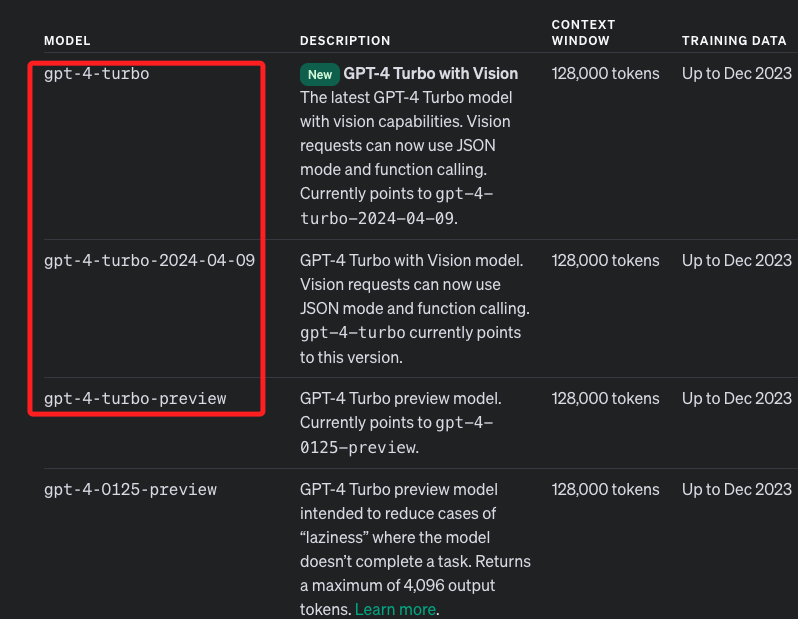 MODEL DESCRIPTION CONTEXT WINDOW TRAINING DATA
gpt-4-turbo
New GPT-4 Turbo with Vision
The latest GPT-4 Turbo model
with vision capabilities. Vision
requests can now use JSON
mode and function calling.
Currently points to gpt-4-
turbo-2024-04-09.
128,000 tokens
Up to Dec 2023
gpt-4-turbo-2024-04-09
GPT-4 Turbo with Vision model.
Vision requests can now use
JSON mode and function calling.
gpt-4-turbo currently points
to this version.
128,000 tokens
Up to Dec 2023
gpt-4-turbo-preview
GPT-4 Turbo preview model.
Currently points to gpt-4-
0125-preview.
128,000 tokens
Up to Dec 2023
gpt-4-0125-preview
GPT-4 Turbo preview model
intended to reduce cases of
“laziness” where the model
doesn’t complete a task. Returns
a maximum of 4,096 output
tokens. Learn more.
128,000 tokens
Up to Dec 2023